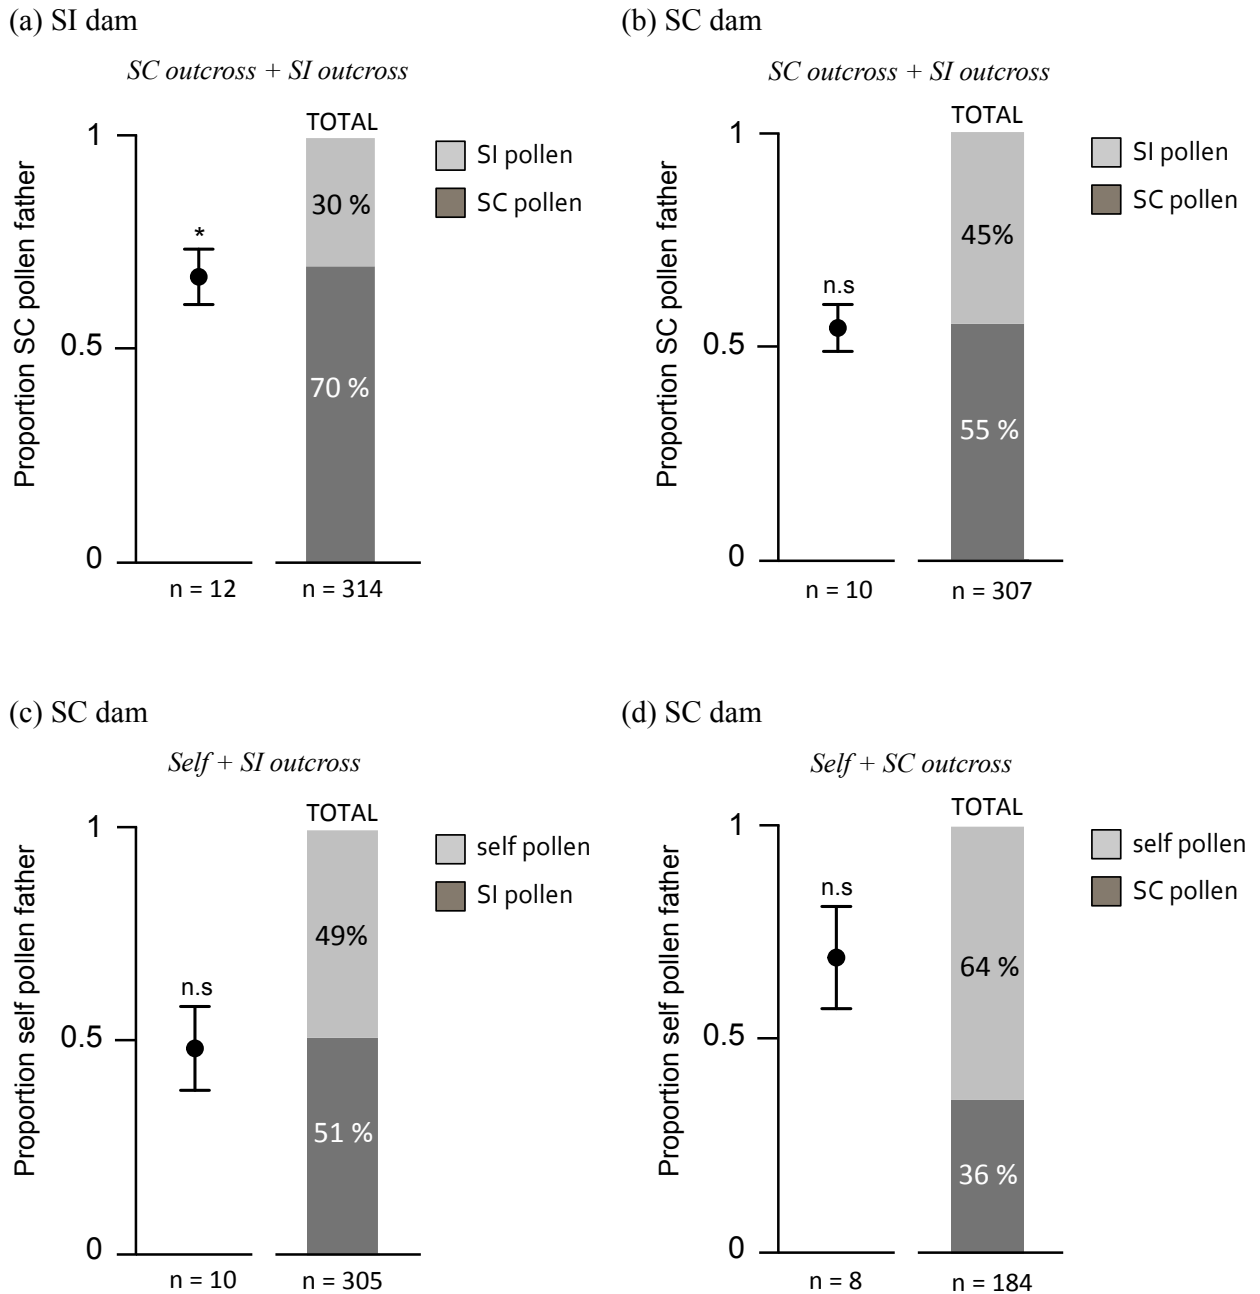 (a) SI dam
SC outcross + SI outcross
TOTAL
1
0.5
0
Proportion SC pollen father
*
30 %
70 %
SI pollen
SC pollen
n = 12
n = 314
(b) SC dam
SC outcross + SI outcross
TOTAL
1
0.5
0
Proportion SC pollen father
n.s
45%
55 %
SI pollen
SC pollen
n = 10
n = 307
(c) SC dam
Self + SI outcross
TOTAL
1
0.5
0
Proportion self pollen father
n.s
49%
51 %
self pollen
SI pollen
n = 10
n = 305
(d) SC dam
Self + SC outcross
TOTAL
1
0.5
0
Proportion self pollen father
n.s
64 %
36 %
self pollen
SC pollen
n = 8
n = 184